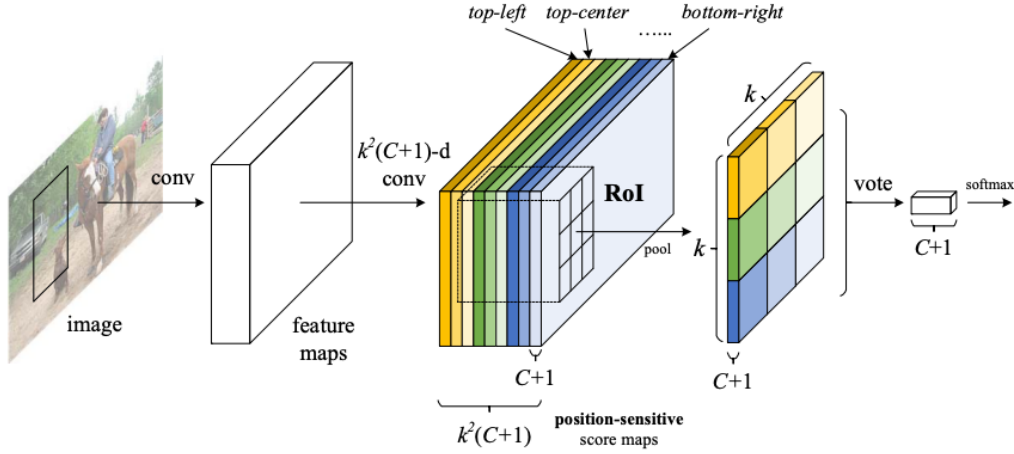 top-left top-center ...... bottom-right
k
k²(C+1)-d
conv
conv
RoI
vote
softmax
pool
k
C+1
image
feature
maps
C+1
C+1
k²(C+1)
position-sensitive
score maps